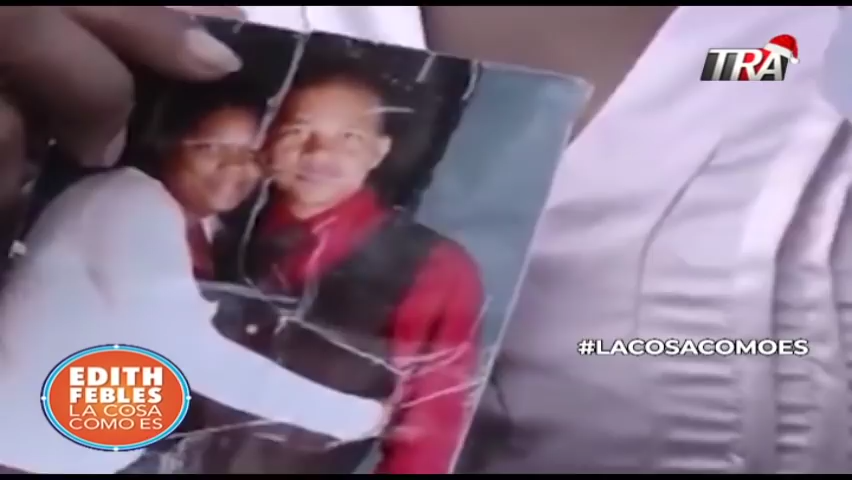 TRA
#LACOSACOMOES
EDITH
FEBLES
LA COSA
COMO ES